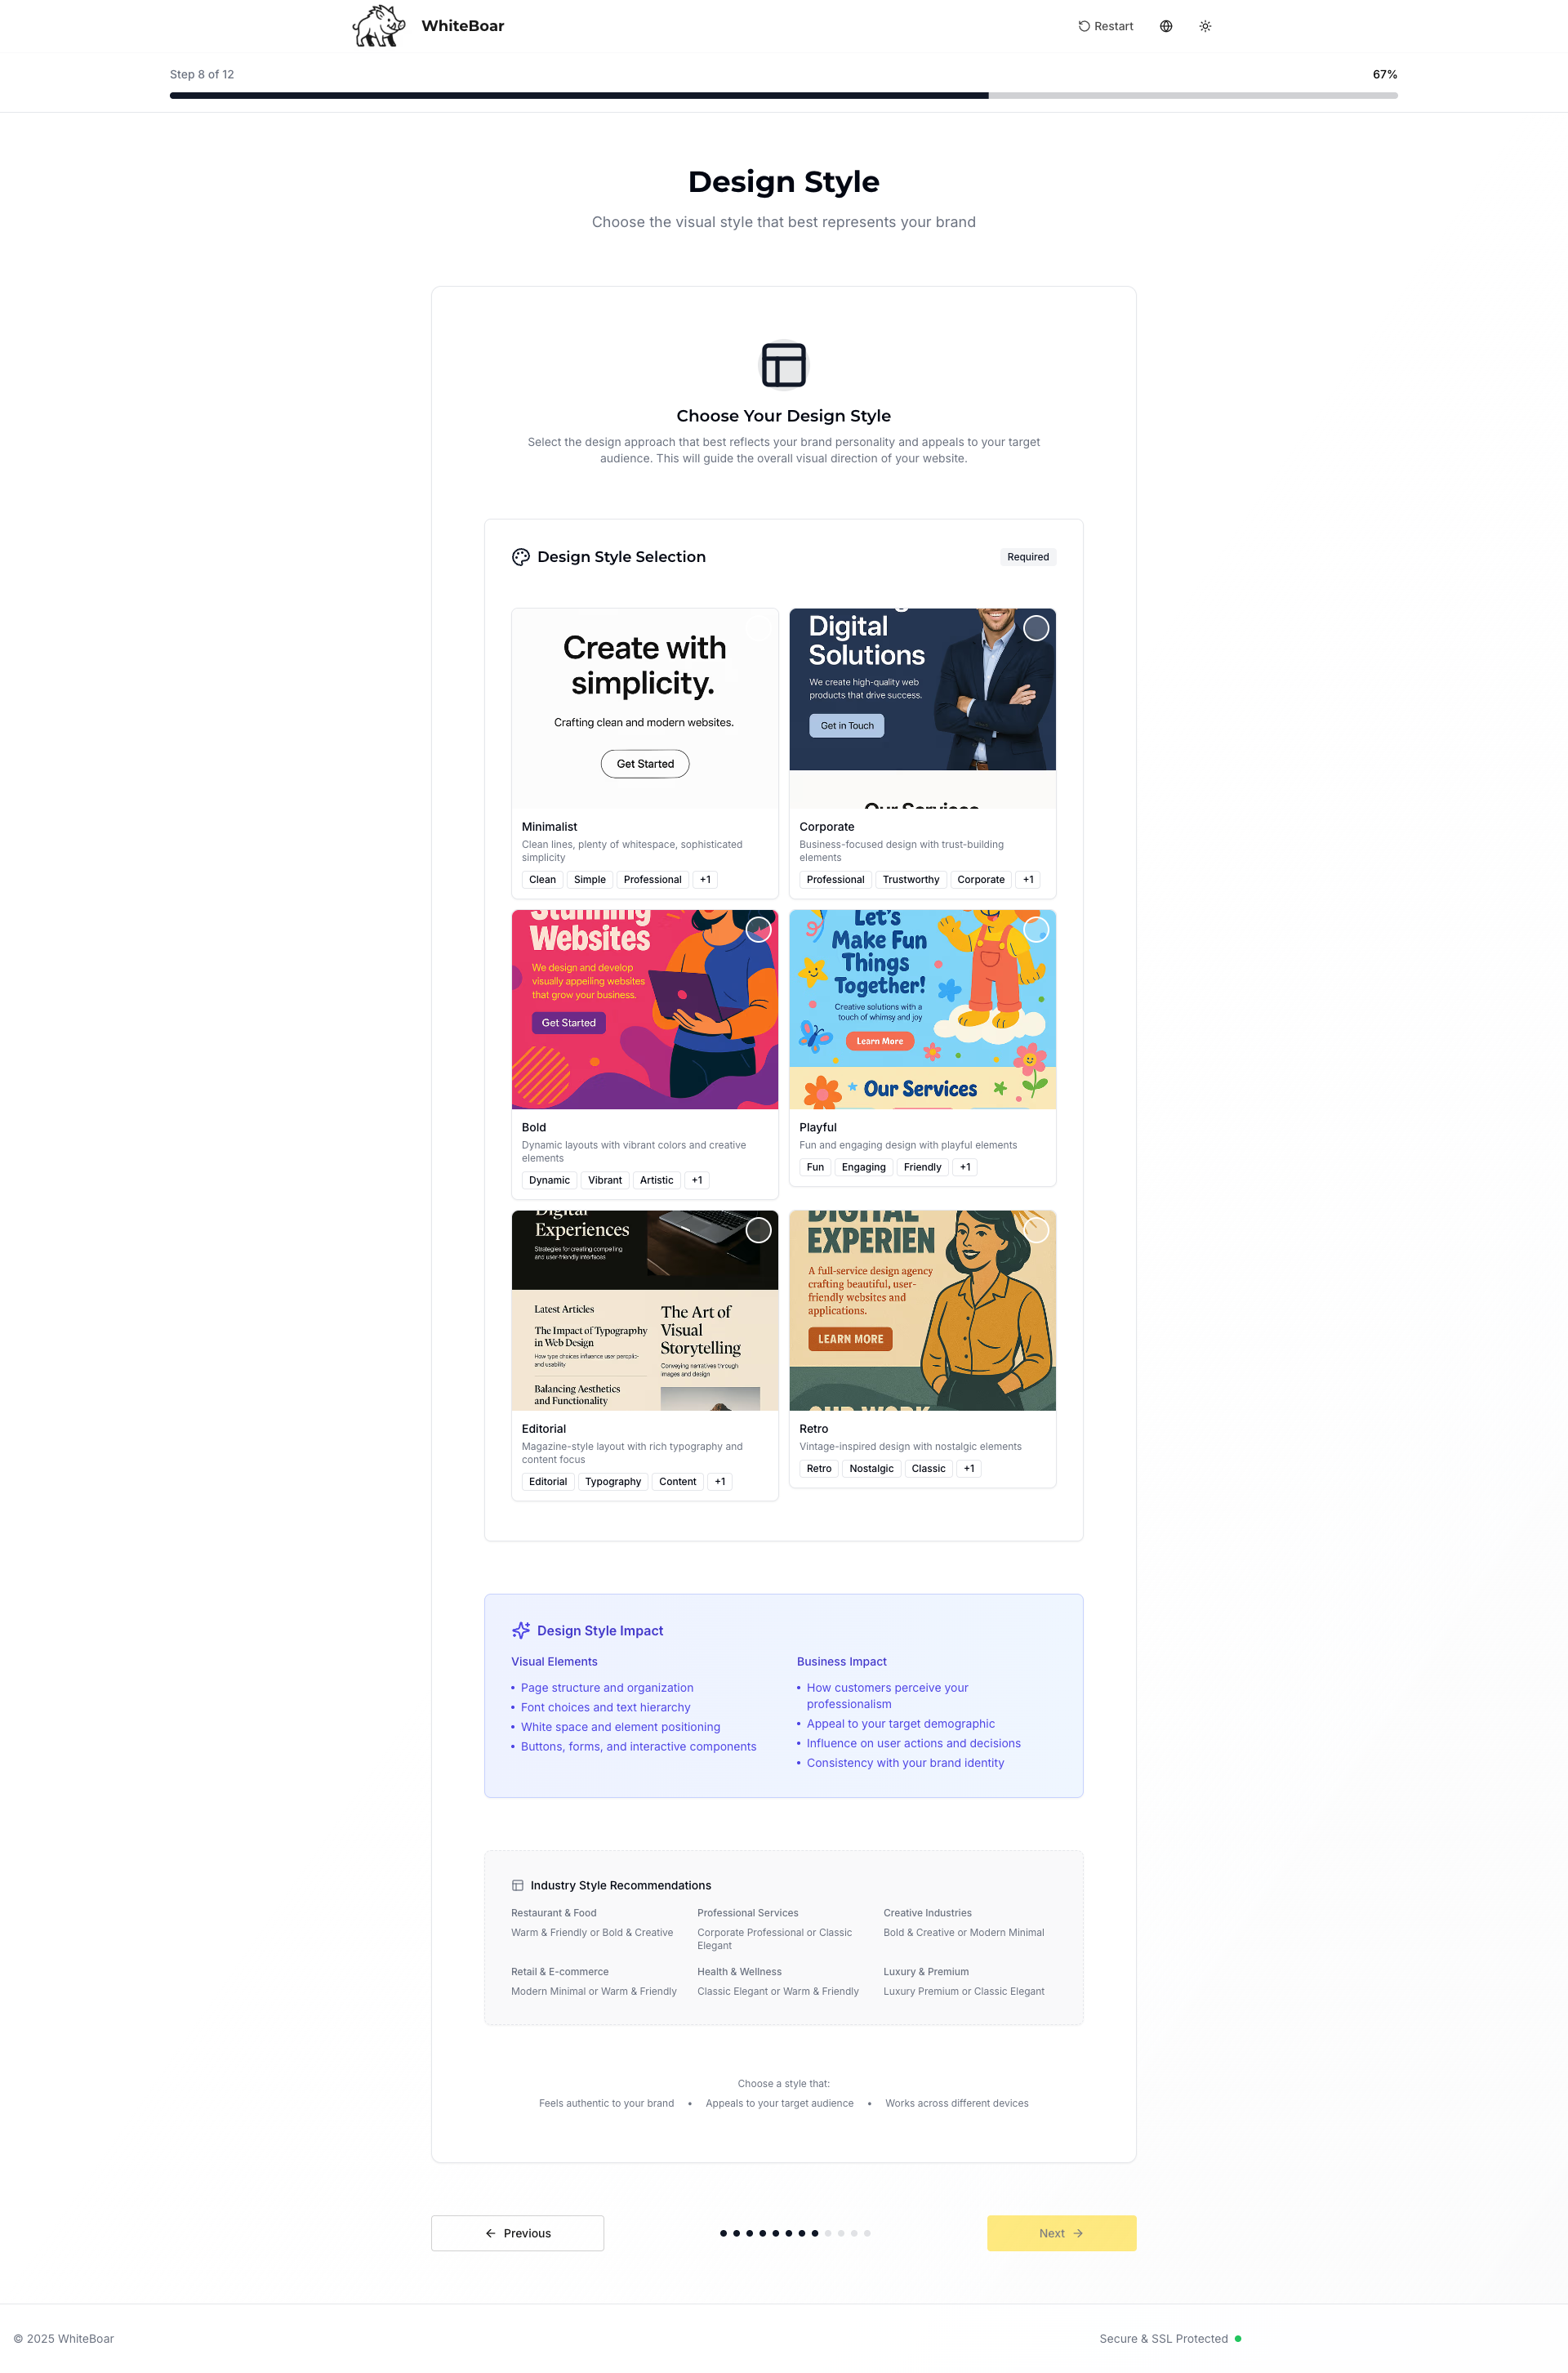 WhiteBoar
Restart
Step 8 of 12
67%
Design Style
Choose the visual style that best represents your brand
Choose Your Design Style
Select the design approach that best reflects your brand personality and appeals to your target
audience. This will guide the overall visual direction of your website.
Design Style Selection
Required
Create with
simplicity.
Crafting clean and modern websites.
Get Started
Minimalist
Clean lines, plenty of whitespace, sophisticated
simplicity
Clean
Simple
Professional
+1
Digital
Solutions
We create high-quality web
products that drive success.
Get in Touch
Our Services
Corporate
Business-focused design with trust-building
elements
Professional
Trustworthy
Corporate
+1
Stunning
Websites
We design and develop
visually appelling websites
that grow your business.
Get Started
Bold
Dynamic layouts with vibrant colors and creative
elements
Dynamic
Vibrant
Artistic
+1
Let's
Make Fun
Things
Together!
Creative solutions with a
touch of whimsy and joy
Learn More
Our Services
Playful
Fun and engaging design with playful elements
Fun
Engaging
Friendly
+1
Digital
Experiences
Strategies for creating compelling
and user-friendly interfaces
Latest Articles
The Impact of Typography
in Web Design
How type choices influence user perceptic-
and usability
Balancing Aesthetics
and Functionality
The Art of
Visual
Storytelling
Conveying narratives through
images and design
Editorial
Magazine-style layout with rich typography and
content focus
Editorial
Typography
Content
+1
DIGITAL
EXPERIEN
A full-service design agency
crafting beautiful, user-
friendly websites and
applications.
LEARN MORE
OUR WORK
Retro
Vintage-inspired design with nostalgic elements
Retro
Nostalgic
Classic
+1
Design Style Impact
Visual Elements
• Page structure and organization
• Font choices and text hierarchy
• White space and element positioning
• Buttons, forms, and interactive components
Business Impact
• How customers perceive your
professionalism
• Appeal to your target demographic
• Influence on user actions and decisions
• Consistency with your brand identity
Industry Style Recommendations
Restaurant & Food
Warm & Friendly or Bold & Creative
Professional Services
Corporate Professional or Classic
Elegant
Creative Industries
Bold & Creative or Modern Minimal
Retail & E-commerce
Modern Minimal or Warm & Friendly
Health & Wellness
Classic Elegant or Warm & Friendly
Luxury & Premium
Luxury Premium or Classic Elegant
Choose a style that:
Feels authentic to your brand • Appeals to your target audience • Works across different devices
Previous
Next
© 2025 WhiteBoar
Secure & SSL Protected